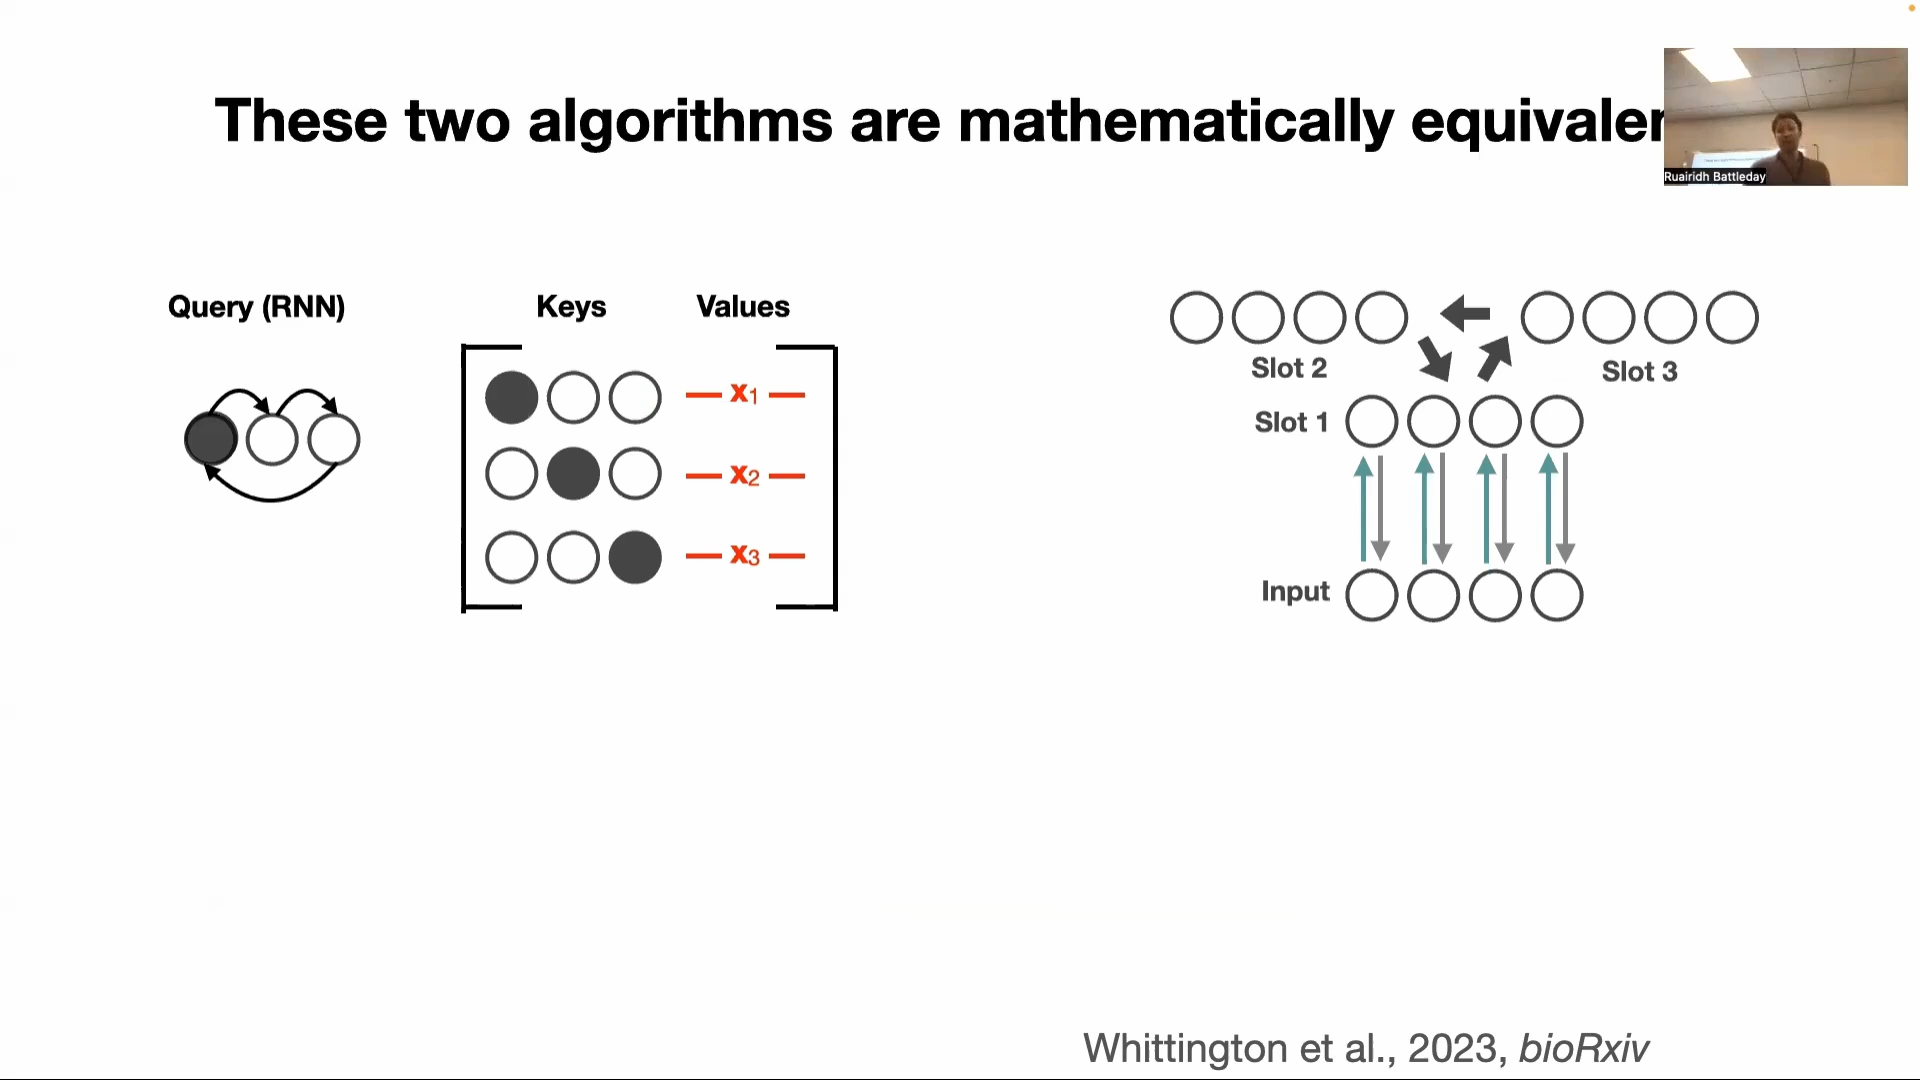 These two algorithms are mathematically equivaler
Ruairidh Battleday
Query (RNN)
Keys
Values
x1
x2
x3
Slot 2
Slot 3
Slot 1
Input
Whittington et al., 2023, bioRxiv